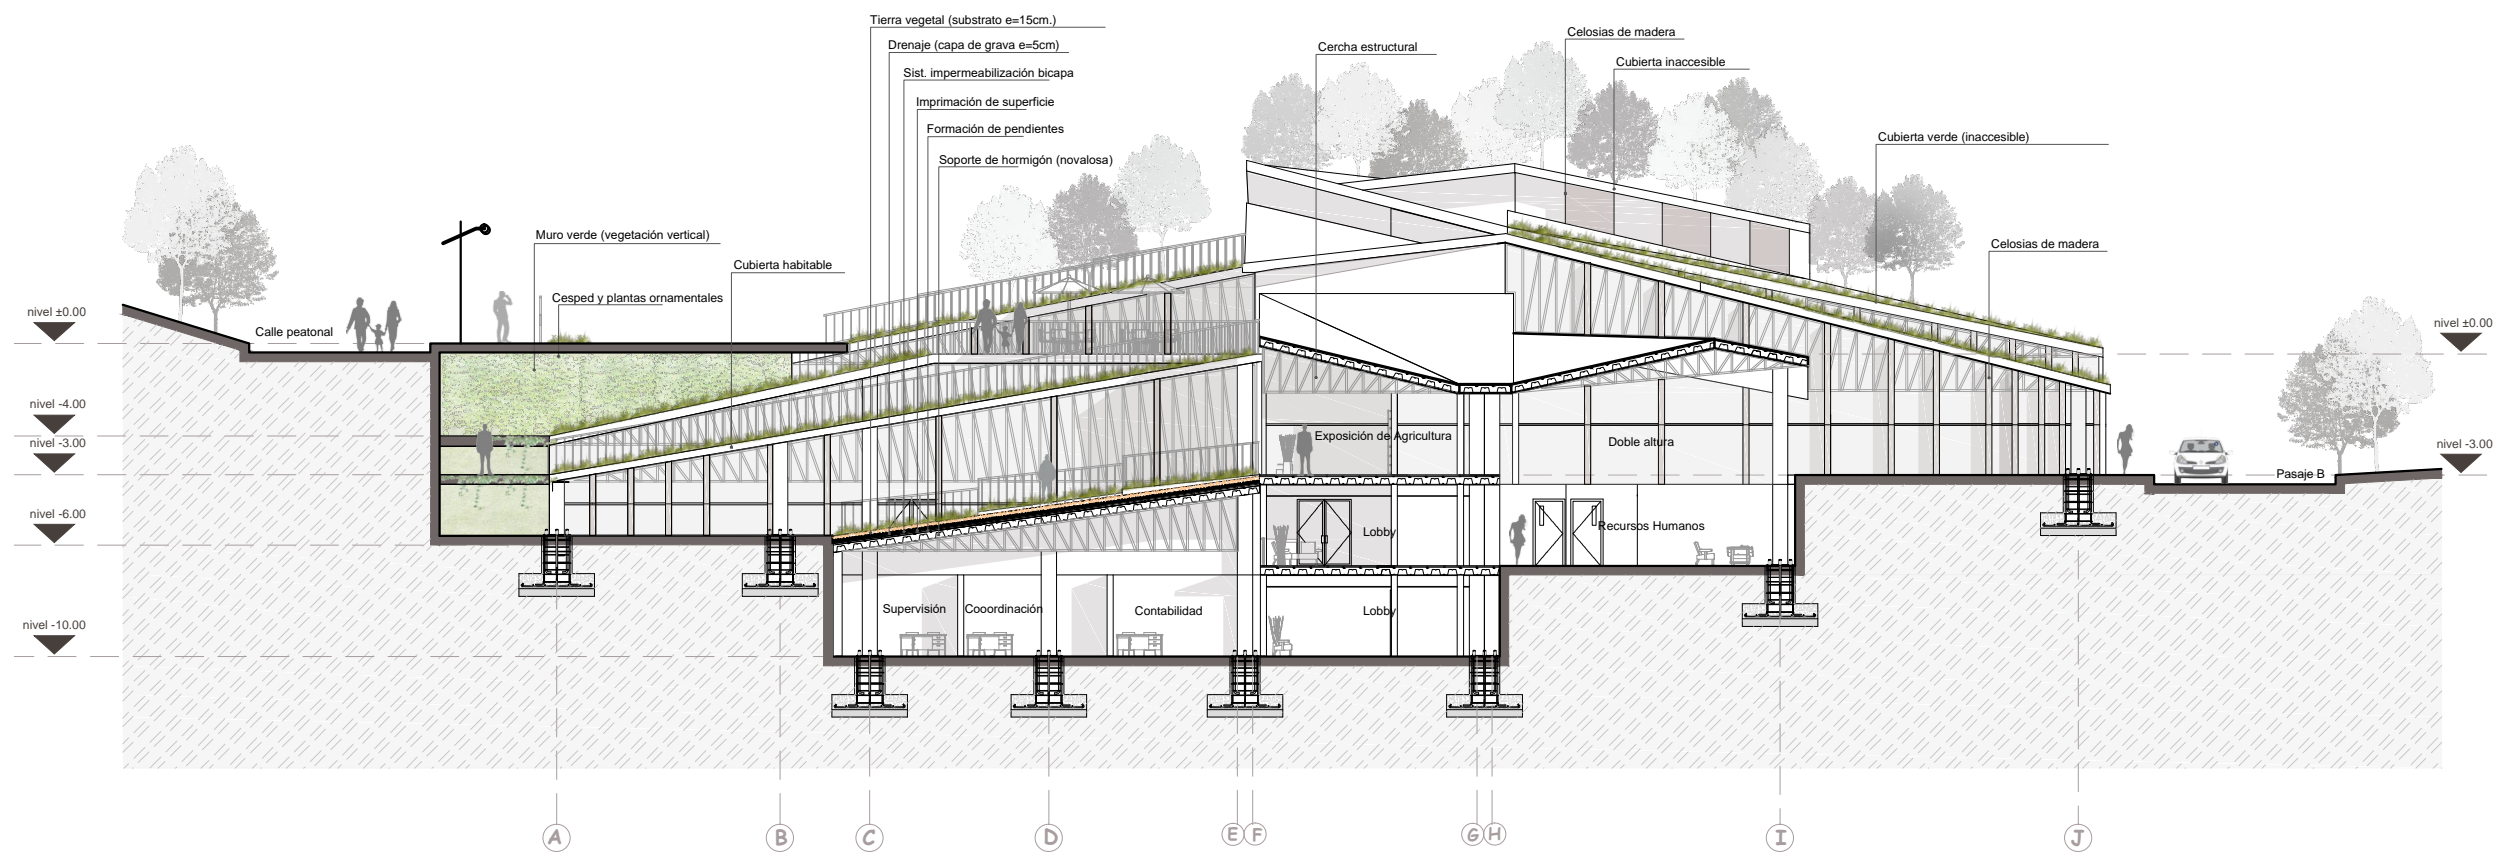 Tierra vegetal (substrato e=15cm.)
Drenaje (capa de grava e=5cm)
Sist. impermeabilización bicapa
Imprimación de superficie
Formación de pendientes
Soporte de hormigón (novalosa)
Cercha estructural
Celosias de madera
Cubierta inaccesible
Cubierta verde (inaccesible)
Celosias de madera
Muro verde (vegetación vertical)
Cubierta habitable
Cesped y plantas ornamentales
Calle peatonal
nivel ±0.00
nivel -4.00
nivel -3.00
nivel -6.00
nivel -10.00
nivel ±0.00
nivel -3.00
Pasaje B
Exposición de Agricultura
Doble altura
Lobby
Recursos Humanos
Supervisión
Cooordinación
Contabilidad
Lobby
A
B
C
D
E
F
G
H
I
J